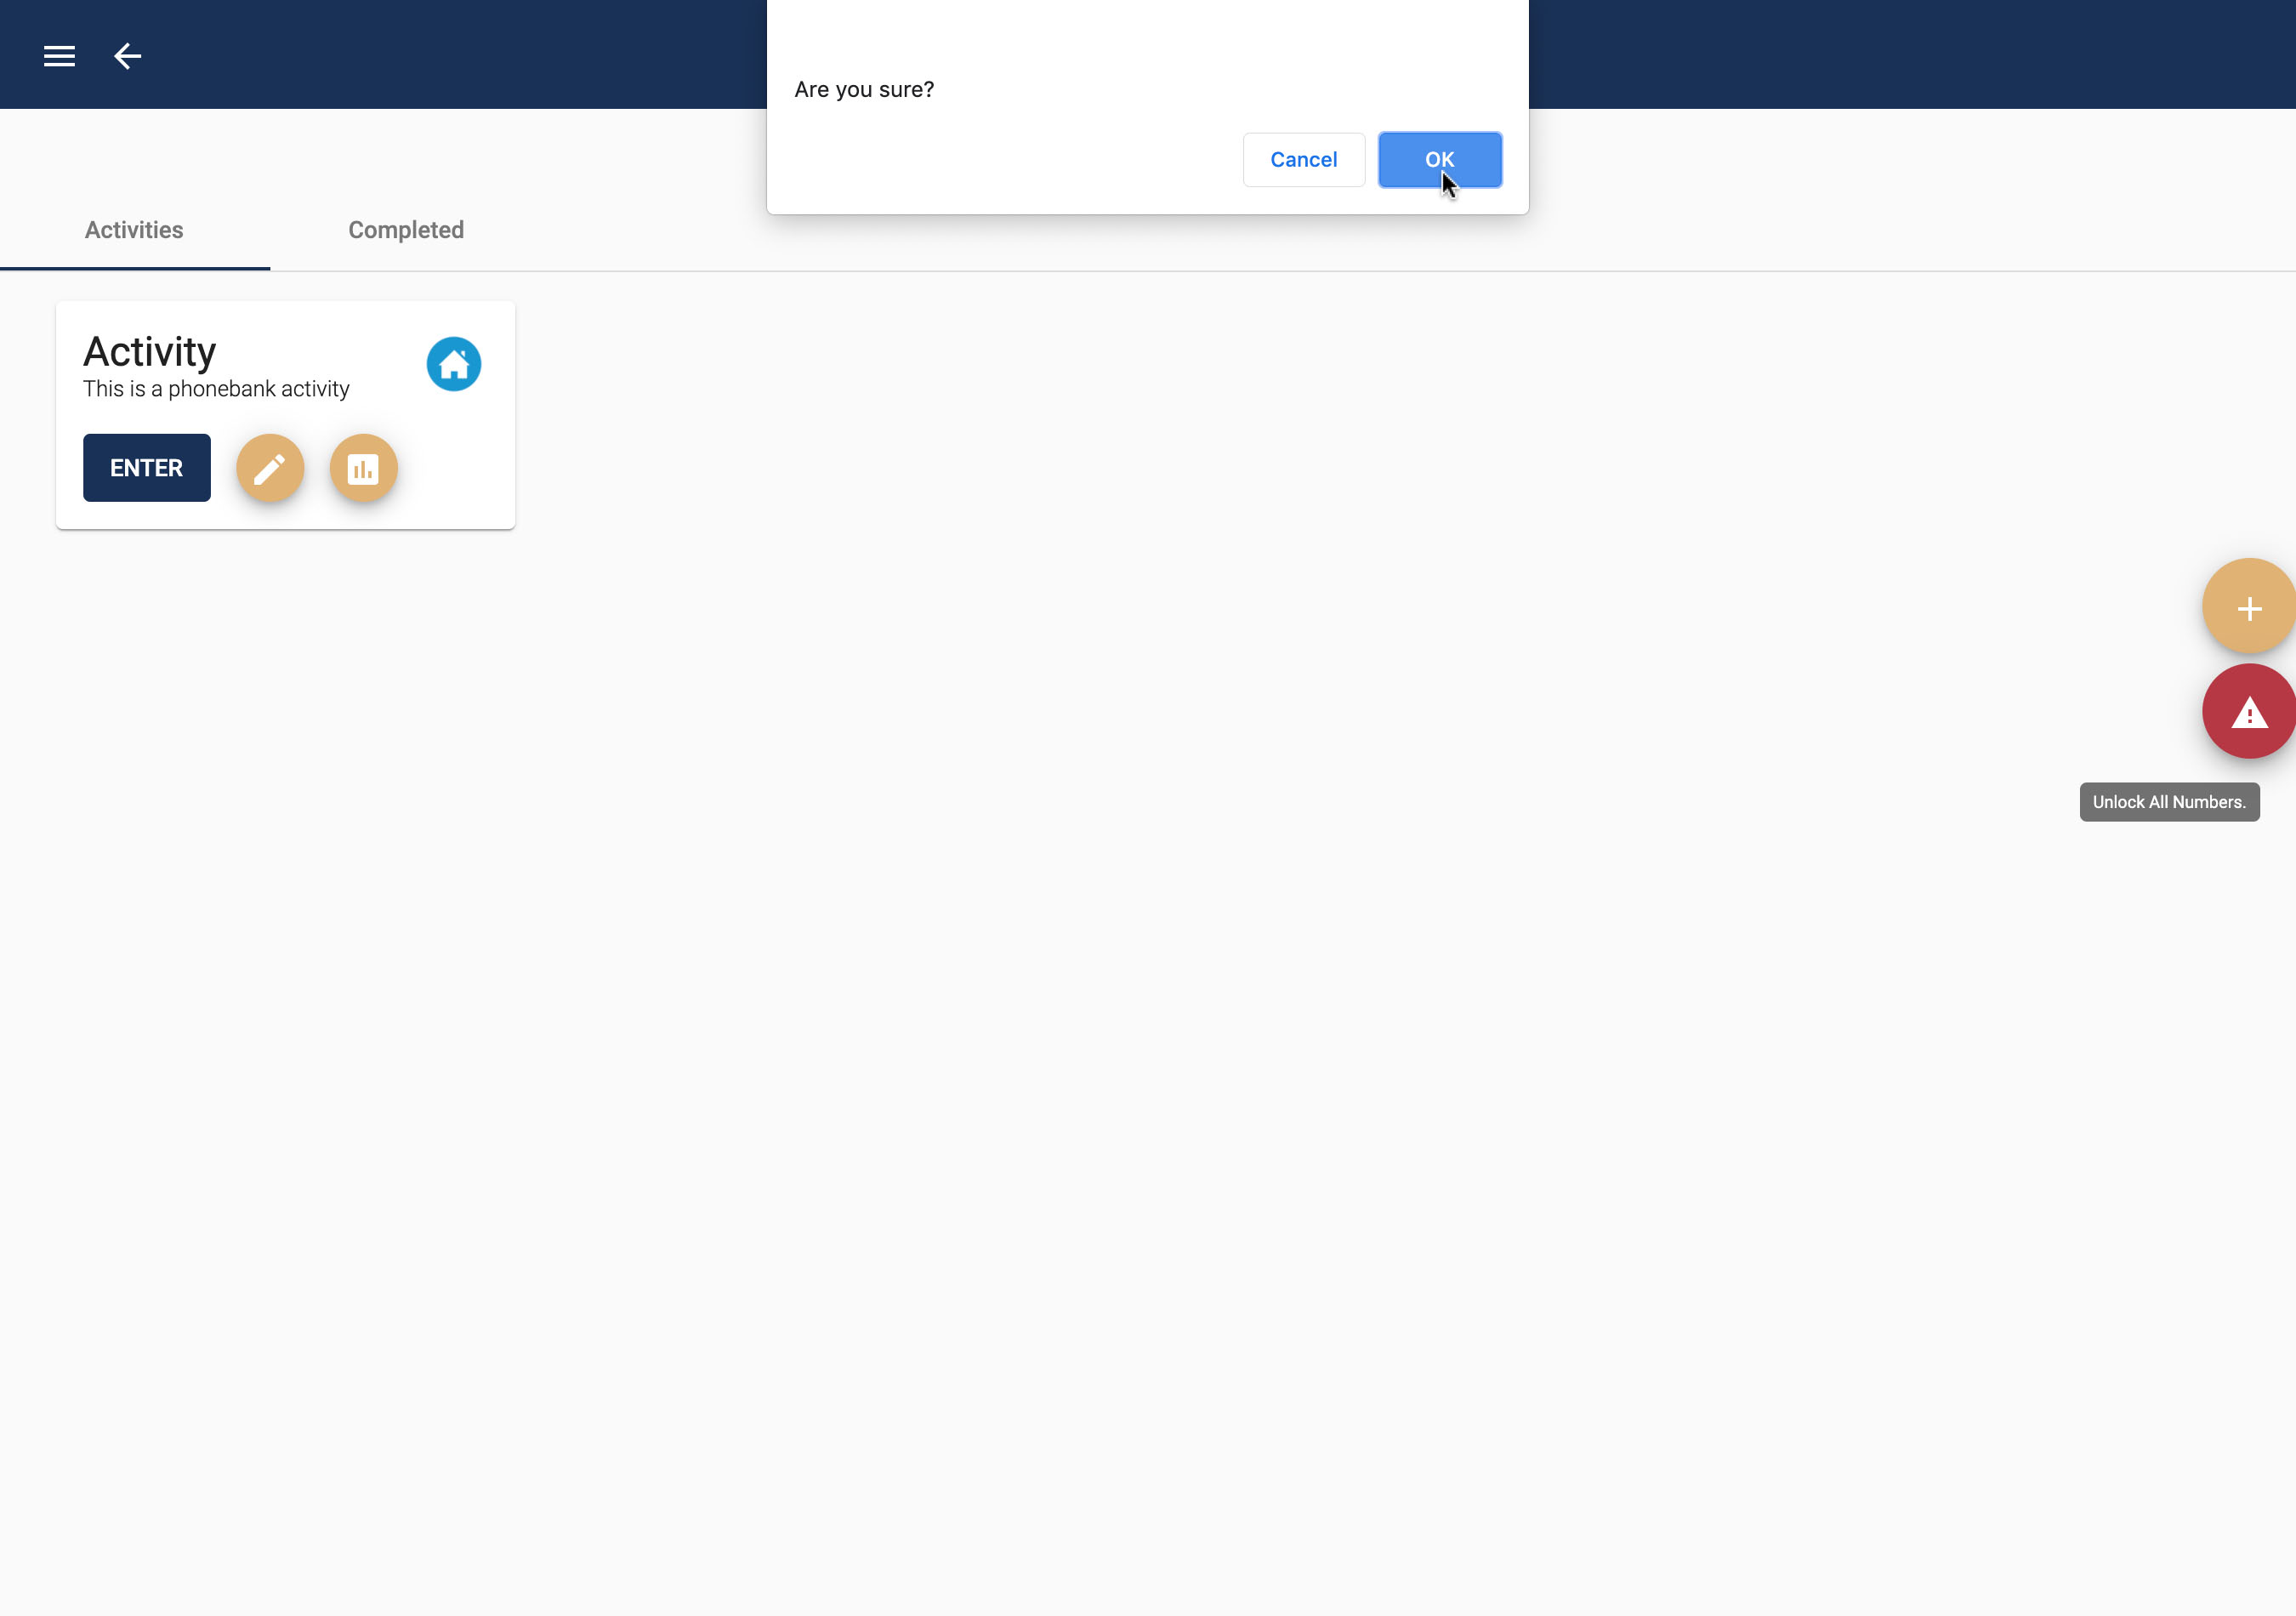 Are you sure?
Cancel
OK
Activities
Completed
Activity
This is a phonebank activity
ENTER
Unlock All Numbers.